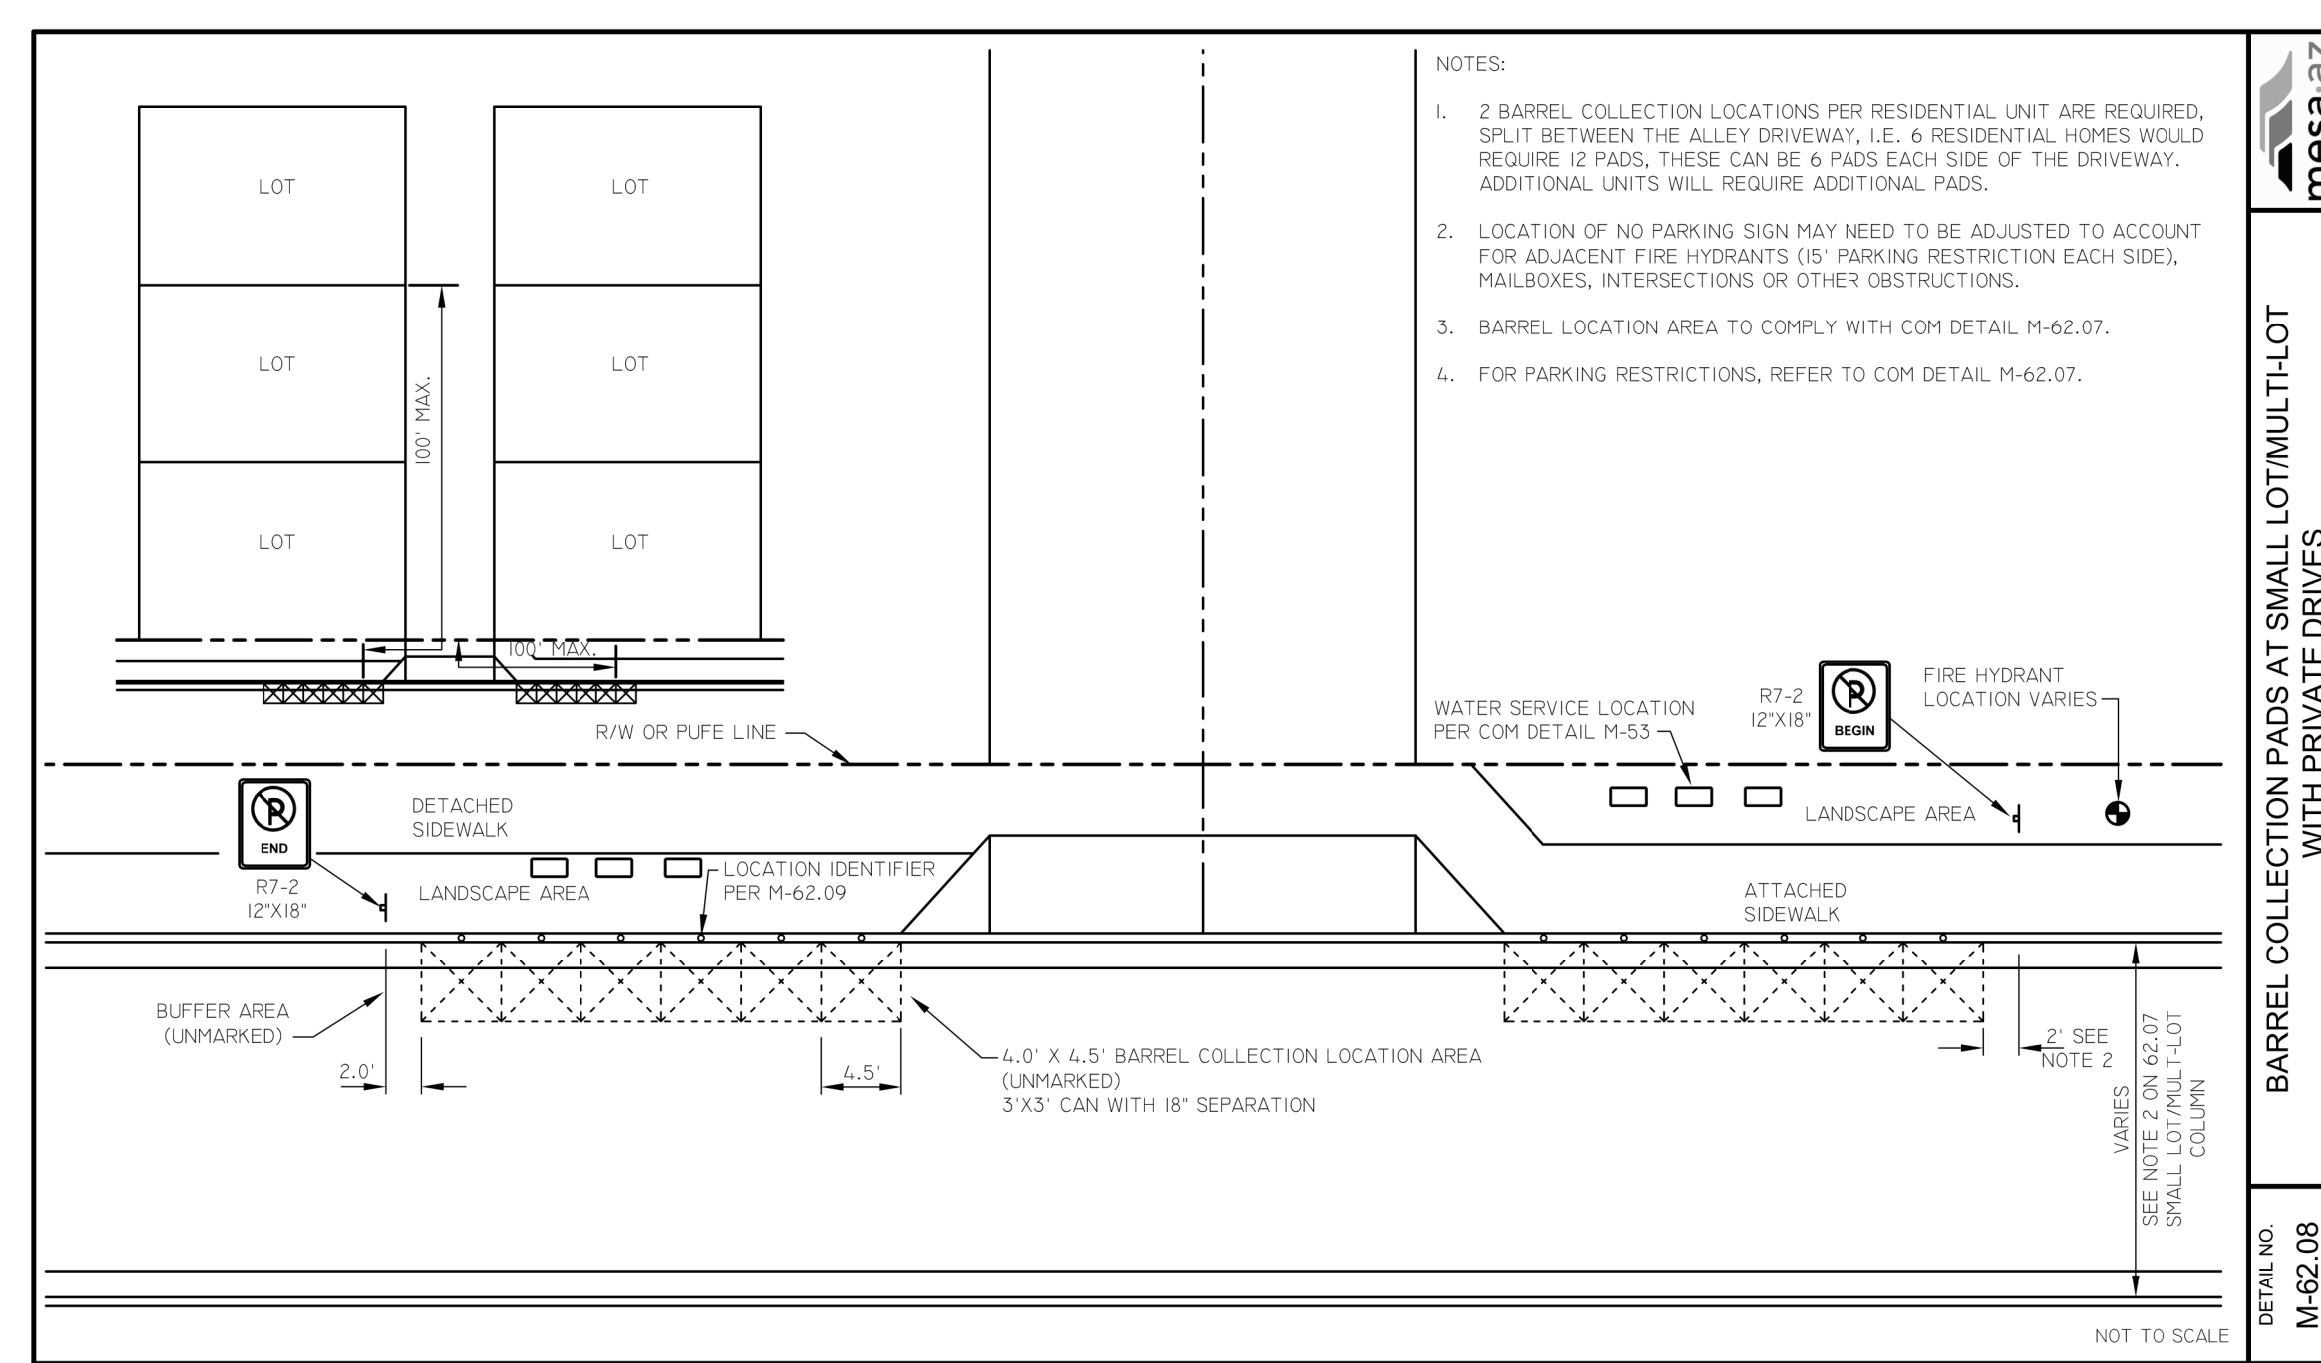 NOTES:
1. 2 BARREL COLLECTION LOCATIONS PER RESIDENTIAL UNIT ARE REQUIRED,
SPLIT BETWEEN THE ALLEY DRIVEWAY, I.E. 6 RESIDENTIAL HOMES WOULD
REQUIRE 12 PADS, THESE CAN BE 6 PADS EACH SIDE OF THE DRIVEWAY.
ADDITIONAL UNITS WILL REQUIRE ADDITIONAL PADS.
2. LOCATION OF NO PARKING SIGN MAY NEED TO BE ADJUSTED TO ACCOUNT
FOR ADJACENT FIRE HYDRANTS (15' PARKING RESTRICTION EACH SIDE),
MAILBOXES, INTERSECTIONS OR OTHER OBSTRUCTIONS.
3. BARREL LOCATION AREA TO COMPLY WITH COM DETAIL M-62.07.
4. FOR PARKING RESTRICTIONS, REFER TO COM DETAIL M-62.07.
LOT
LOT
LOT
LOT
100' MAX.
LOT
LOT
100' MAX.
R/W OR PUFE LINE
WATER SERVICE LOCATION
PER COM DETAIL M-53
R7-2
12"X18"
P
BEGIN
FIRE HYDRANT
LOCATION VARIES
P
END
R7-2
12"X18"
DETACHED
SIDEWALK
LANDSCAPE AREA
LOCATION IDENTIFIER
PER M-62.09
LANDSCAPE AREA
ATTACHED
SIDEWALK
BUFFER AREA
(UNMARKED)
2.0'
4.5'
4.0' X 4.5' BARREL COLLECTION LOCATION AREA
(UNMARKED)
3'X3' CAN WITH 18" SEPARATION
2' SEE
NOTE 2
VARIES
SEE NOTE 2 ON 62.07
SMALL LOT/MULT-LOT
COLUMN
NOT TO SCALE
mesa·az
BARREL COLLECTION PADS AT SMALL LOT/MULTI-LOT
WITH PRIVATE DRIVES
DETAIL NO.
M-62.08